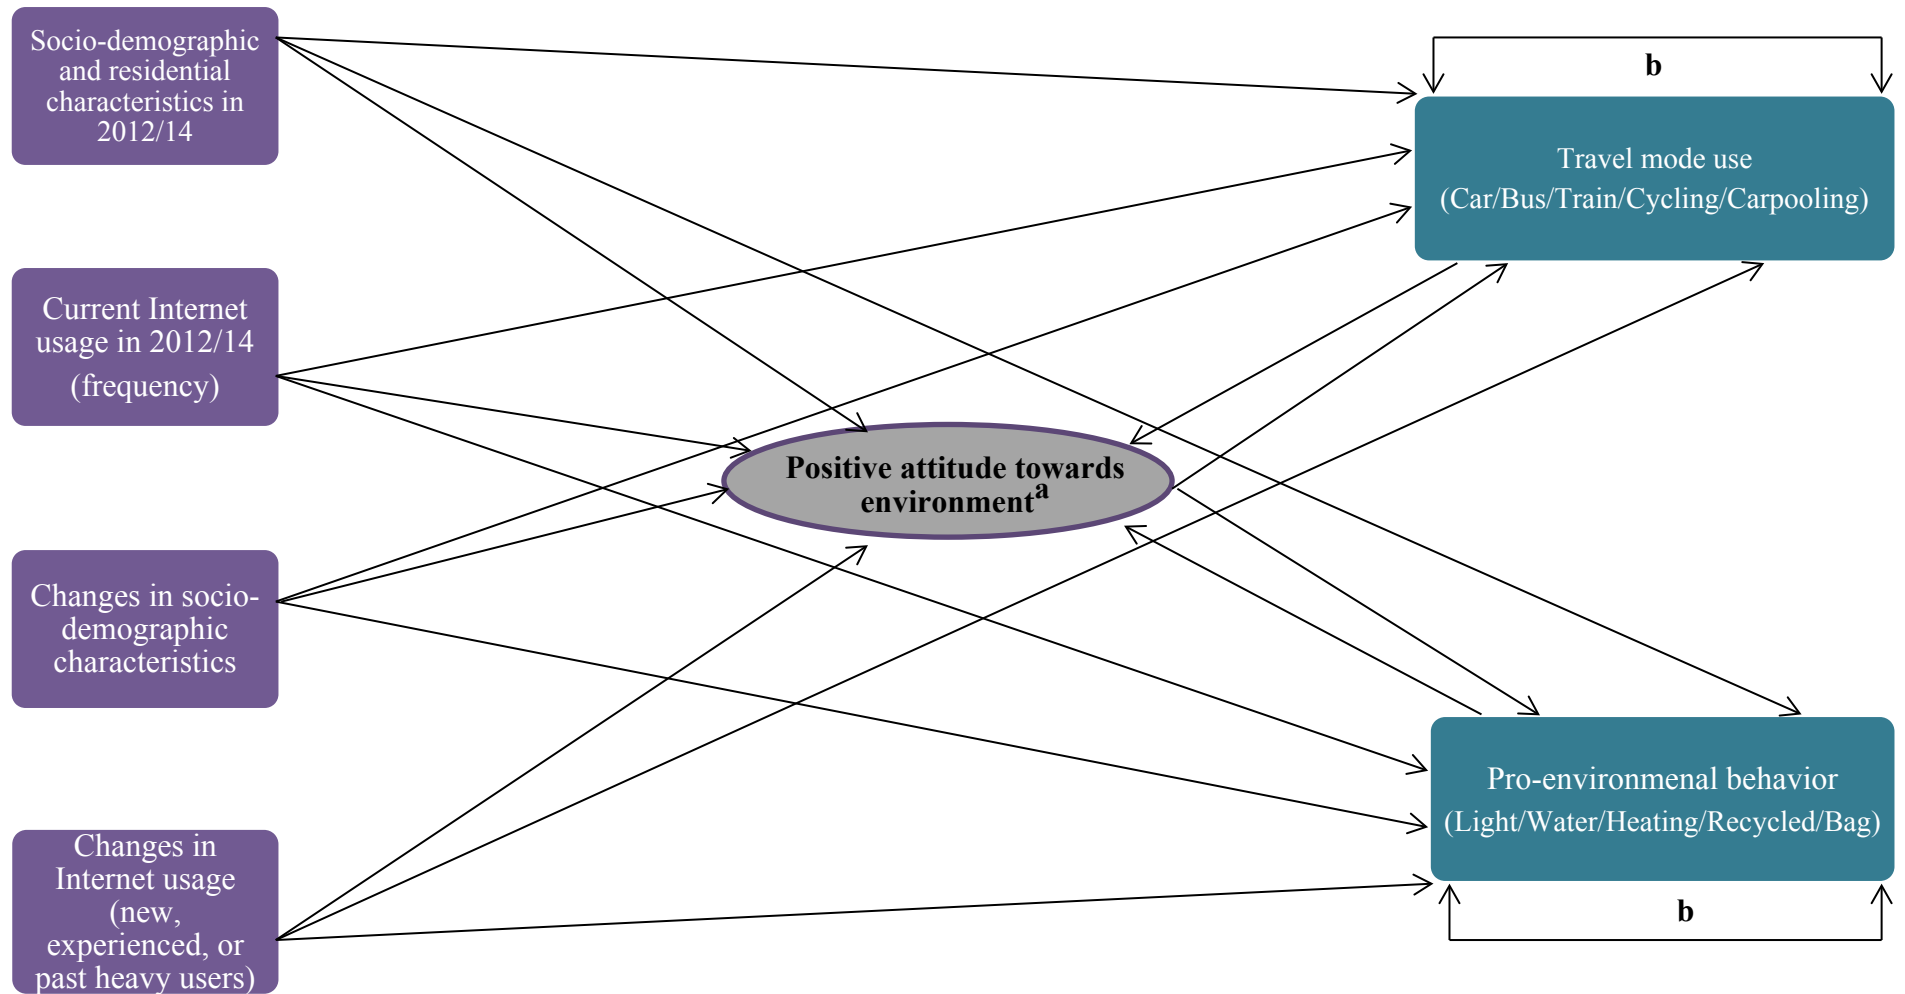 Socio-demographic
and residential
characteristics in
2012/14
b
Travel mode use
(Car/Bus/Train/Cycling/Carpooling)
Current Internet
usage in 2012/14
(frequency)
Positive attitude towards
environmentᵃ
Changes in socio-
demographic
characteristics
Pro-environmenal behavior
(Light/Water/Heating/Recycled/Bag)
b
Changes in
Internet usage
(new,
experienced, or
past heavy users)